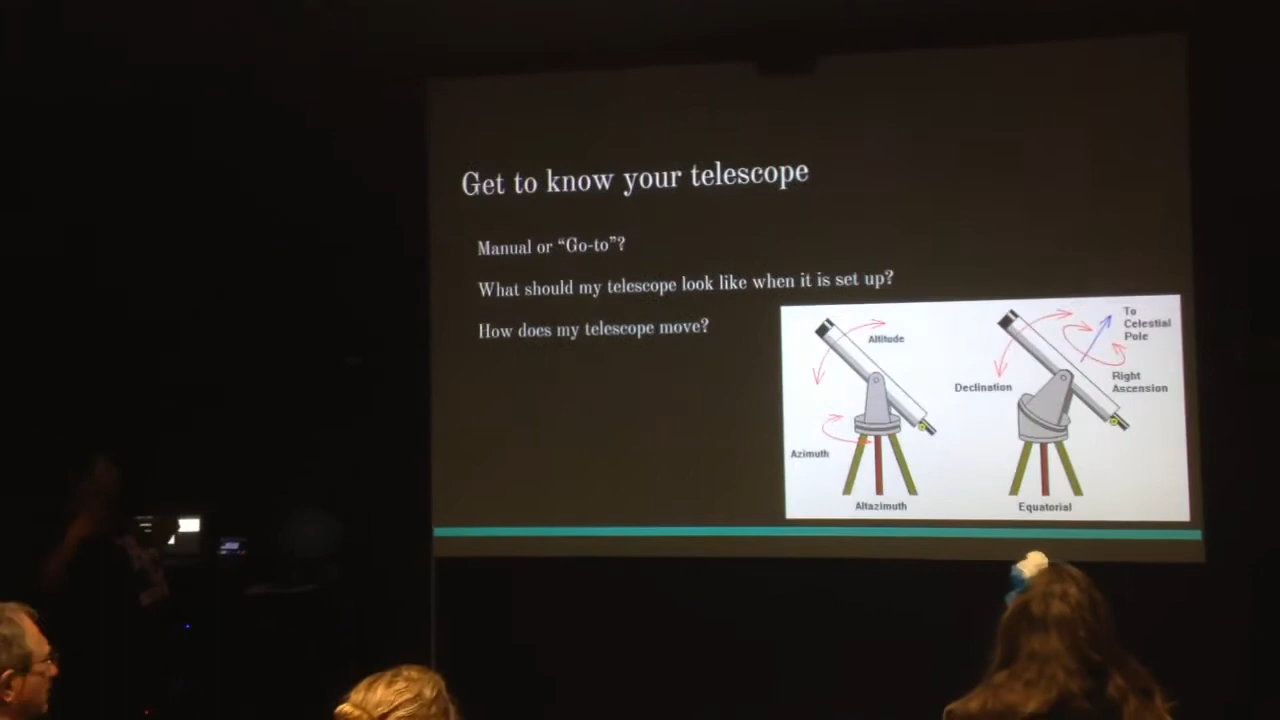 Get to know your telescope
Manual or “Go-to”?
What should my telescope look like when it is set up?
How does my telescope move?
Altitude
Azimuth
Altazimuth
To
Celestial
Pole
Declination
Right
Ascension
Equatorial